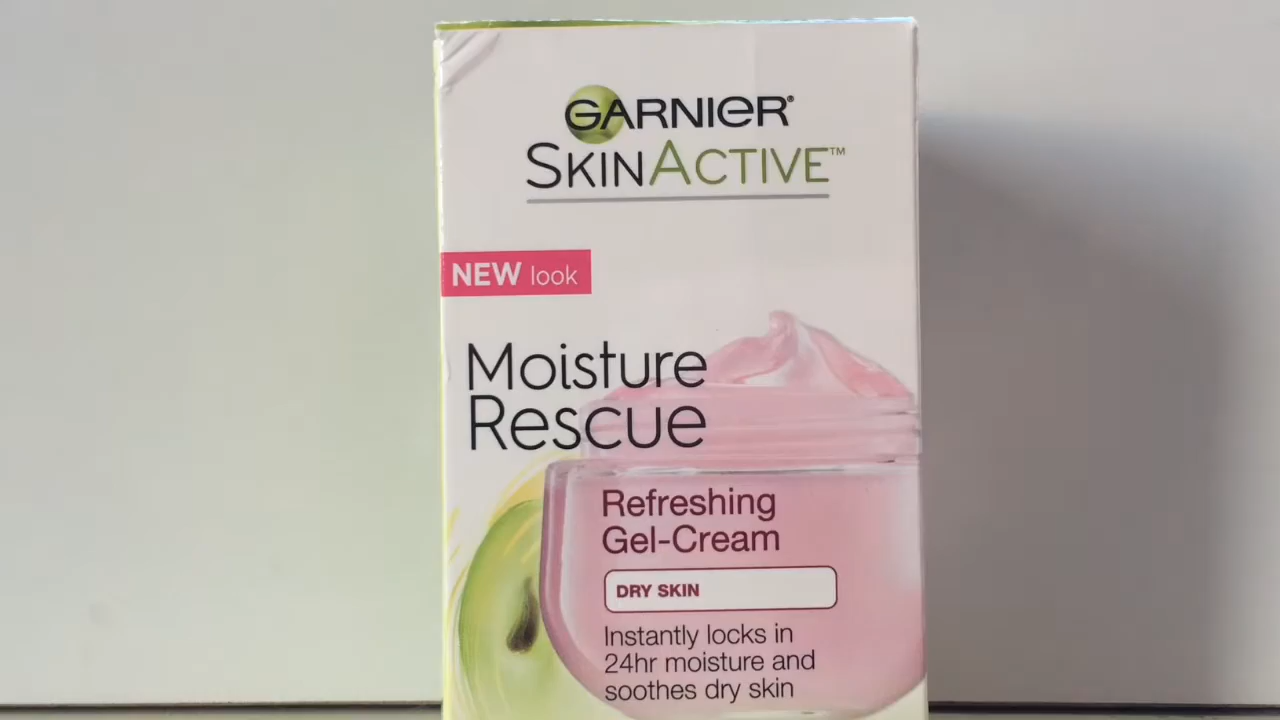 GARNIER®
SKINACTIVE™
NEW look
Moisture
Rescue
Refreshing
Gel-Cream
DRY SKIN
Instantly locks in
24hr moisture and
soothes dry skin